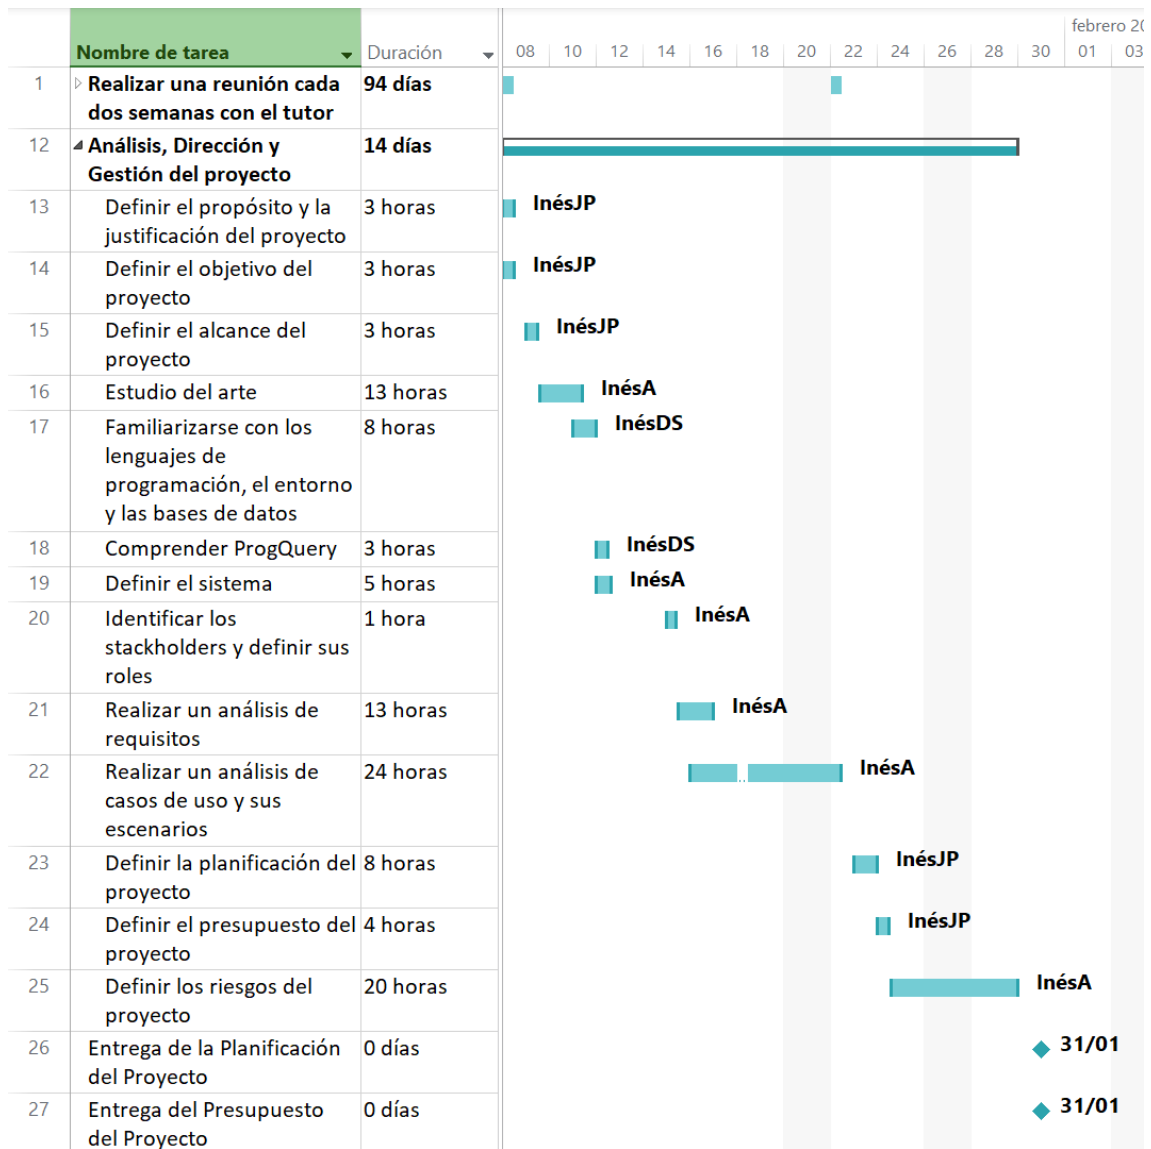 febrero 20
Nombre de tarea Duración 08 10 12 14 16 18 20 22 24 26 28 30 01 03
1 Realizar una reunión cada 94 días
dos semanas con el tutor
12 Análisis, Dirección y 14 días
Gestión del proyecto
13 Definir el propósito y la 3 horas InésJP
justificación del proyecto
14 Definir el objetivo del 3 horas InésJP
proyecto
15 Definir el alcance del 3 horas InésJP
proyecto
16 Estudio del arte 13 horas InésA
17 Familiarizarse con los 8 horas InésDS
lenguajes de
programación, el entorno
y las bases de datos
18 Comprender ProgQuery 3 horas InésDS
19 Definir el sistema 5 horas InésA
20 Identificar los 1 hora InésA
stackholders y definir sus
roles
21 Realizar un análisis de 13 horas InésA
requisitos
22 Realizar un análisis de 24 horas InésA
casos de uso y sus
escenarios
23 Definir la planificación del 8 horas InésJP
proyecto
24 Definir el presupuesto del 4 horas InésJP
proyecto
25 Definir los riesgos del 20 horas InésA
proyecto
26 Entrega de la Planificación 0 días 31/01
del Proyecto
27 Entrega del Presupuesto 0 días 31/01
del Proyecto